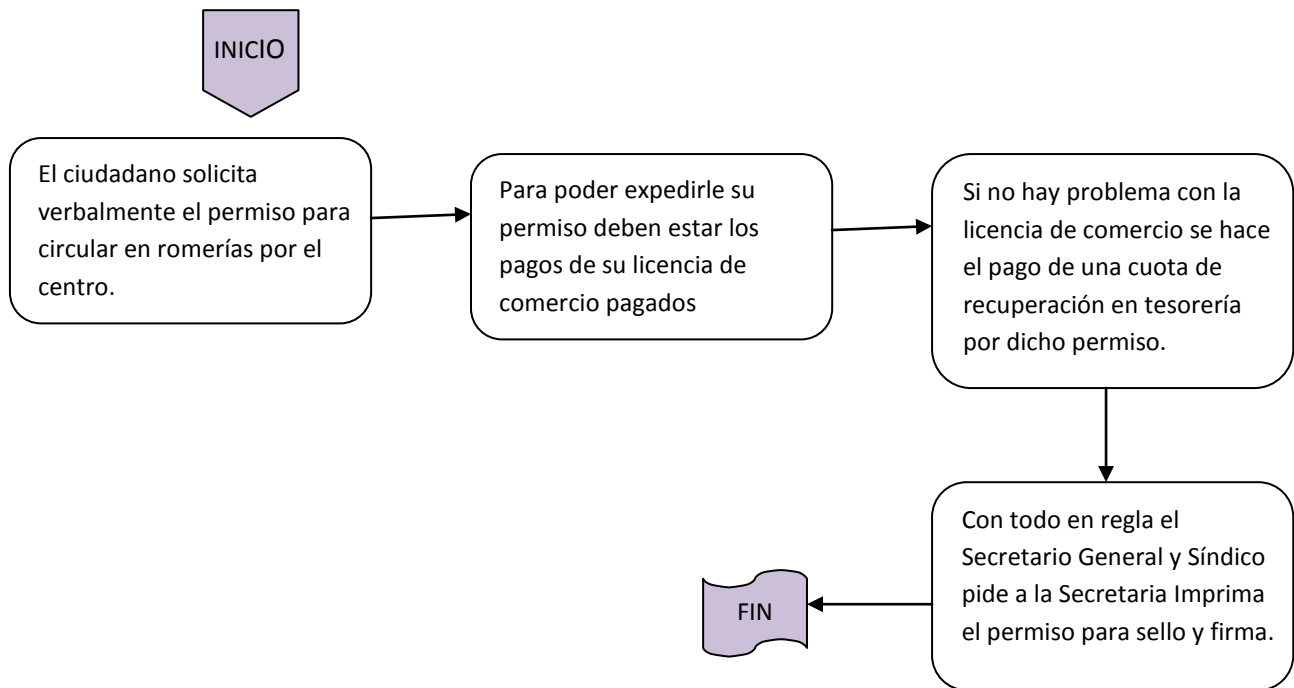 INICIO
El ciudadano solicita
verbalmente el permiso para
circular en romerías por el
centro.
Para poder expedirle su
permiso deben estar los
pagos de su licencia de
comercio pagados
Si no hay problema con la
licencia de comercio se hace
el pago de una cuota de
recuperación en tesorería
por dicho permiso.
Con todo en regla el
Secretario General y Síndico
pide a la Secretaria Imprima
el permiso para sello y firma.
FIN